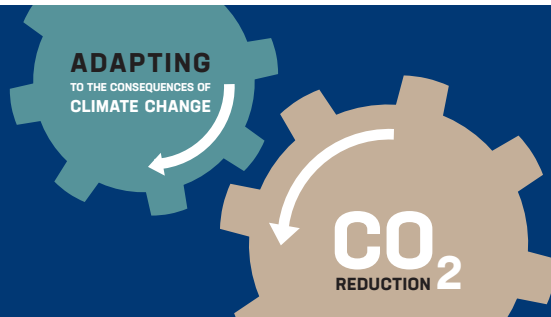 ADAPTING
TO THE CONSEQUENCES OF
CLIMATE CHANGE
CO2
REDUCTION